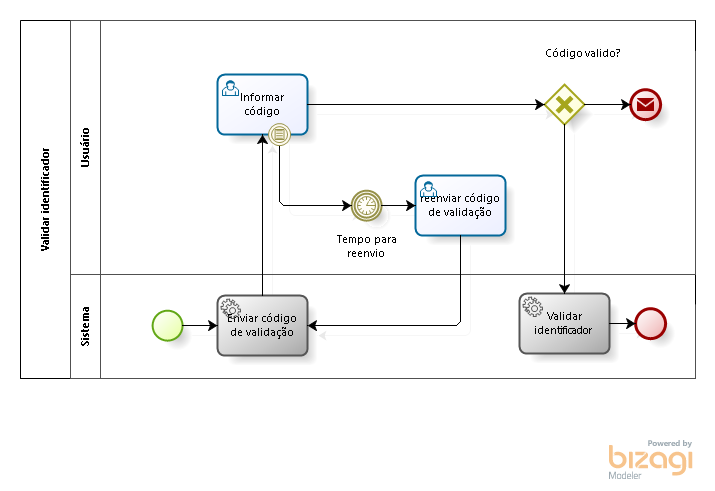 Validar identificador
Usuário
Código valido?
Informar
código
reenviar código
de validação
Tempo para
reenvio
Sistema
Enviar código
de validação
Validar
identificador
Powered by
bizagi
Modeler